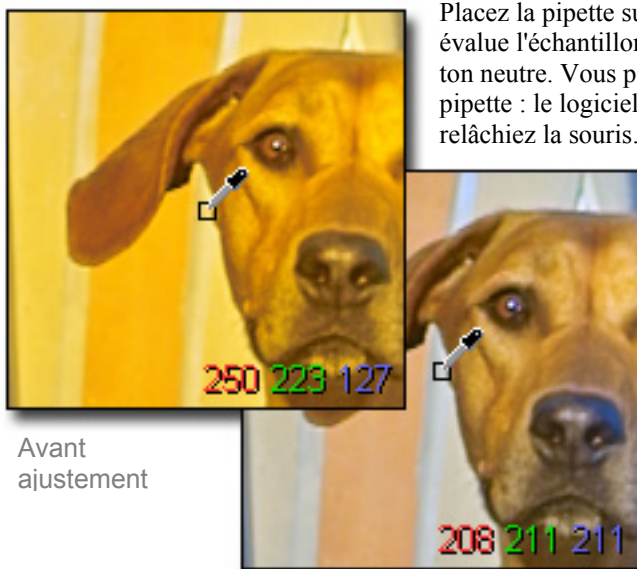 Placez la pipette su
évalue l'échantillon
ton neutre. Vous p
pipette : le logiciel
relâchiez la souris.
250 223 127
Avant
ajustement
208 211 211